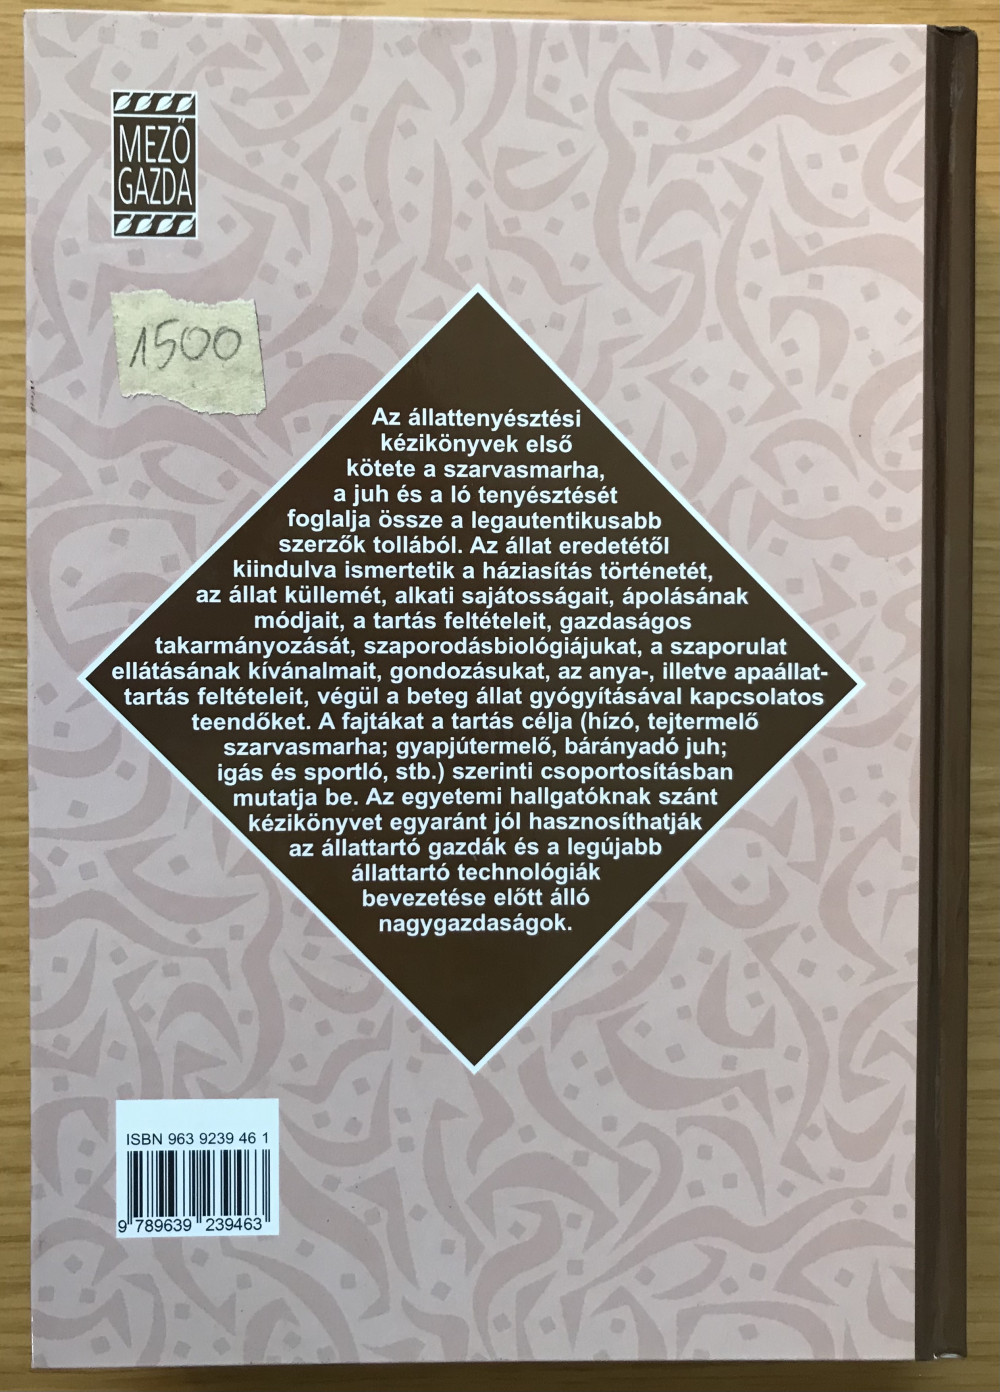 MEZŐ
GAZDA
1500
Az állattenyésztési
kézikönyvek első
kötete a szarvasmarha,
a juh és a ló tenyésztését
foglalja össze a legautentikusabb
szerzők tollából. Az állat eredetétől
kiindulva ismertetik a háziasítás történetét,
az állat küllemét, alkati sajátosságait, ápolásának
módjait, a tartás feltételeit, gazdaságos
takarmányozását, szaporodásbiológiájukat, a szaporulat
ellátásának kívánalmait, gondozásukat, az anya-, illetve apaállat-
tartás feltételeit, végül a beteg állat gyógyításával kapcsolatos
teendőket. A fajtákat a tartás célja (hízó, tejtermelő
szarvasmarha; gyapjútermelő, bárányadó juh;
igás és sportló, stb.) szerinti csoportosításban
mutatja be. Az egyetemi hallgatóknak szánt
kézikönyvet egyaránt jól hasznosíthatják
az állattartó gazdák és a legújabb
állattartó technológiák
bevezetése előtt álló
nagygazdaságok.
ISBN 963 9239 46 1
9 789639 239463